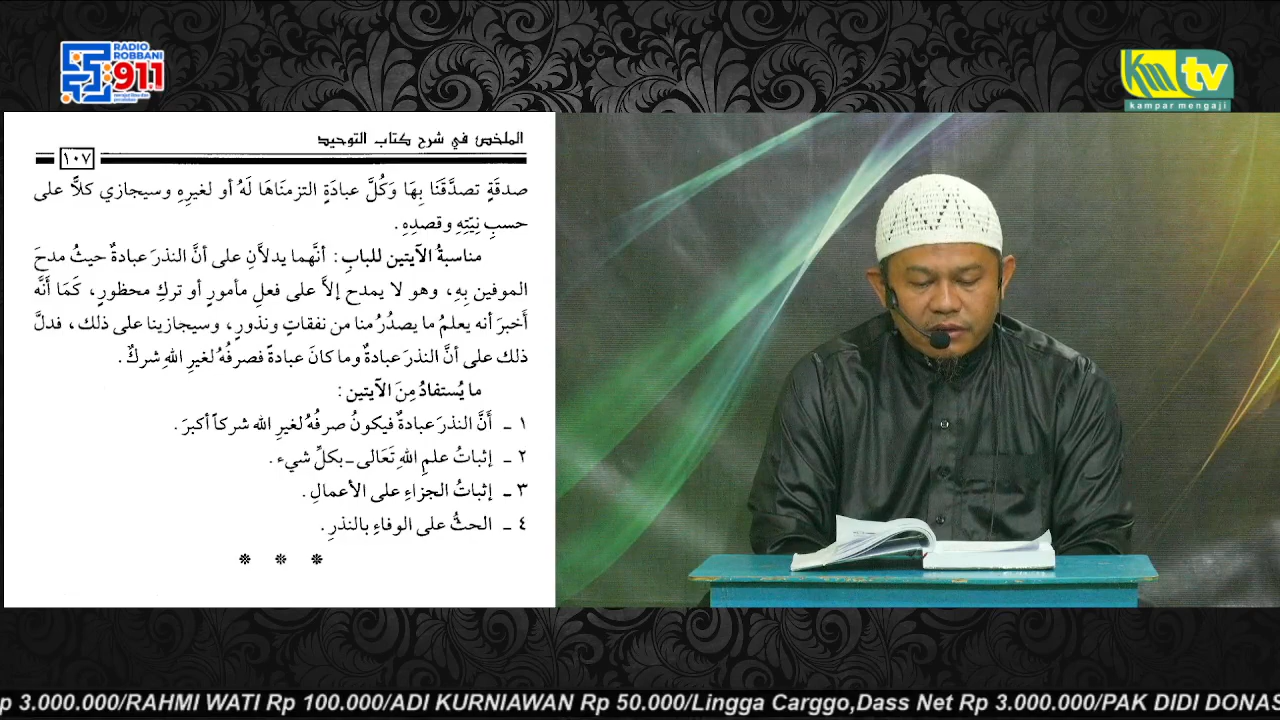 RADIO
ROBBANI
911
KM tv
kampar mengaji
الملخص في شرح كتاب التوحيد
١٠٧
صدقَةٍ تصدَّقَنَا بِهَا وَكُلَّ عبادَةٍ التزمنَاهَا لَهُ أو لغيرِهِ وسيجازي كلاًّ على
حسبِ نِيّتِهِ وقصدِهِ .
مناسبةُ الآيتين للبابِ : أنَّهما يدلاَّنِ على أنَّ النذرَ عبادةٌ حيثُ مدحَ
الموفين بِهِ، وهو لا يمدح إلاَّ على فعلِ مأمورٍ أو تركِ محظورٍ، كَمَا أنَّه
أَخبرَ أنه يعلمُ ما يصدُرُ منا من نفقاتٍ ونذورٍ، وسيجازينا على ذلك، فدلَّ
ذلك على أنَّ النذرَ عبادةٌ وما كانَ عبادةً فصرفُهُ لغيرِ اللهِ شركٌ .
ما يُستفادُ مِنَ الآيتين :
١ ـ أَنَّ النذرَ عبادةٌ فيكونُ صرفُهُ لغيرِ الله شركاً أكبرَ .
٢ ـ إثباتُ علمِ اللهِ تَعَالى ـ بكلِّ شيء .
٣ ـ إثباتُ الجزاءِ على الأعمالِ .
٤ ـ الحثُّ على الوفاءِ بالنذرِ .
p 3.000.000/RAHMI WATI Rp 100.000/ADI KURNIAWAN Rp 50.000/Lingga Carggo,Dass Net Rp 3.000.000/PAK DIDI DONAS